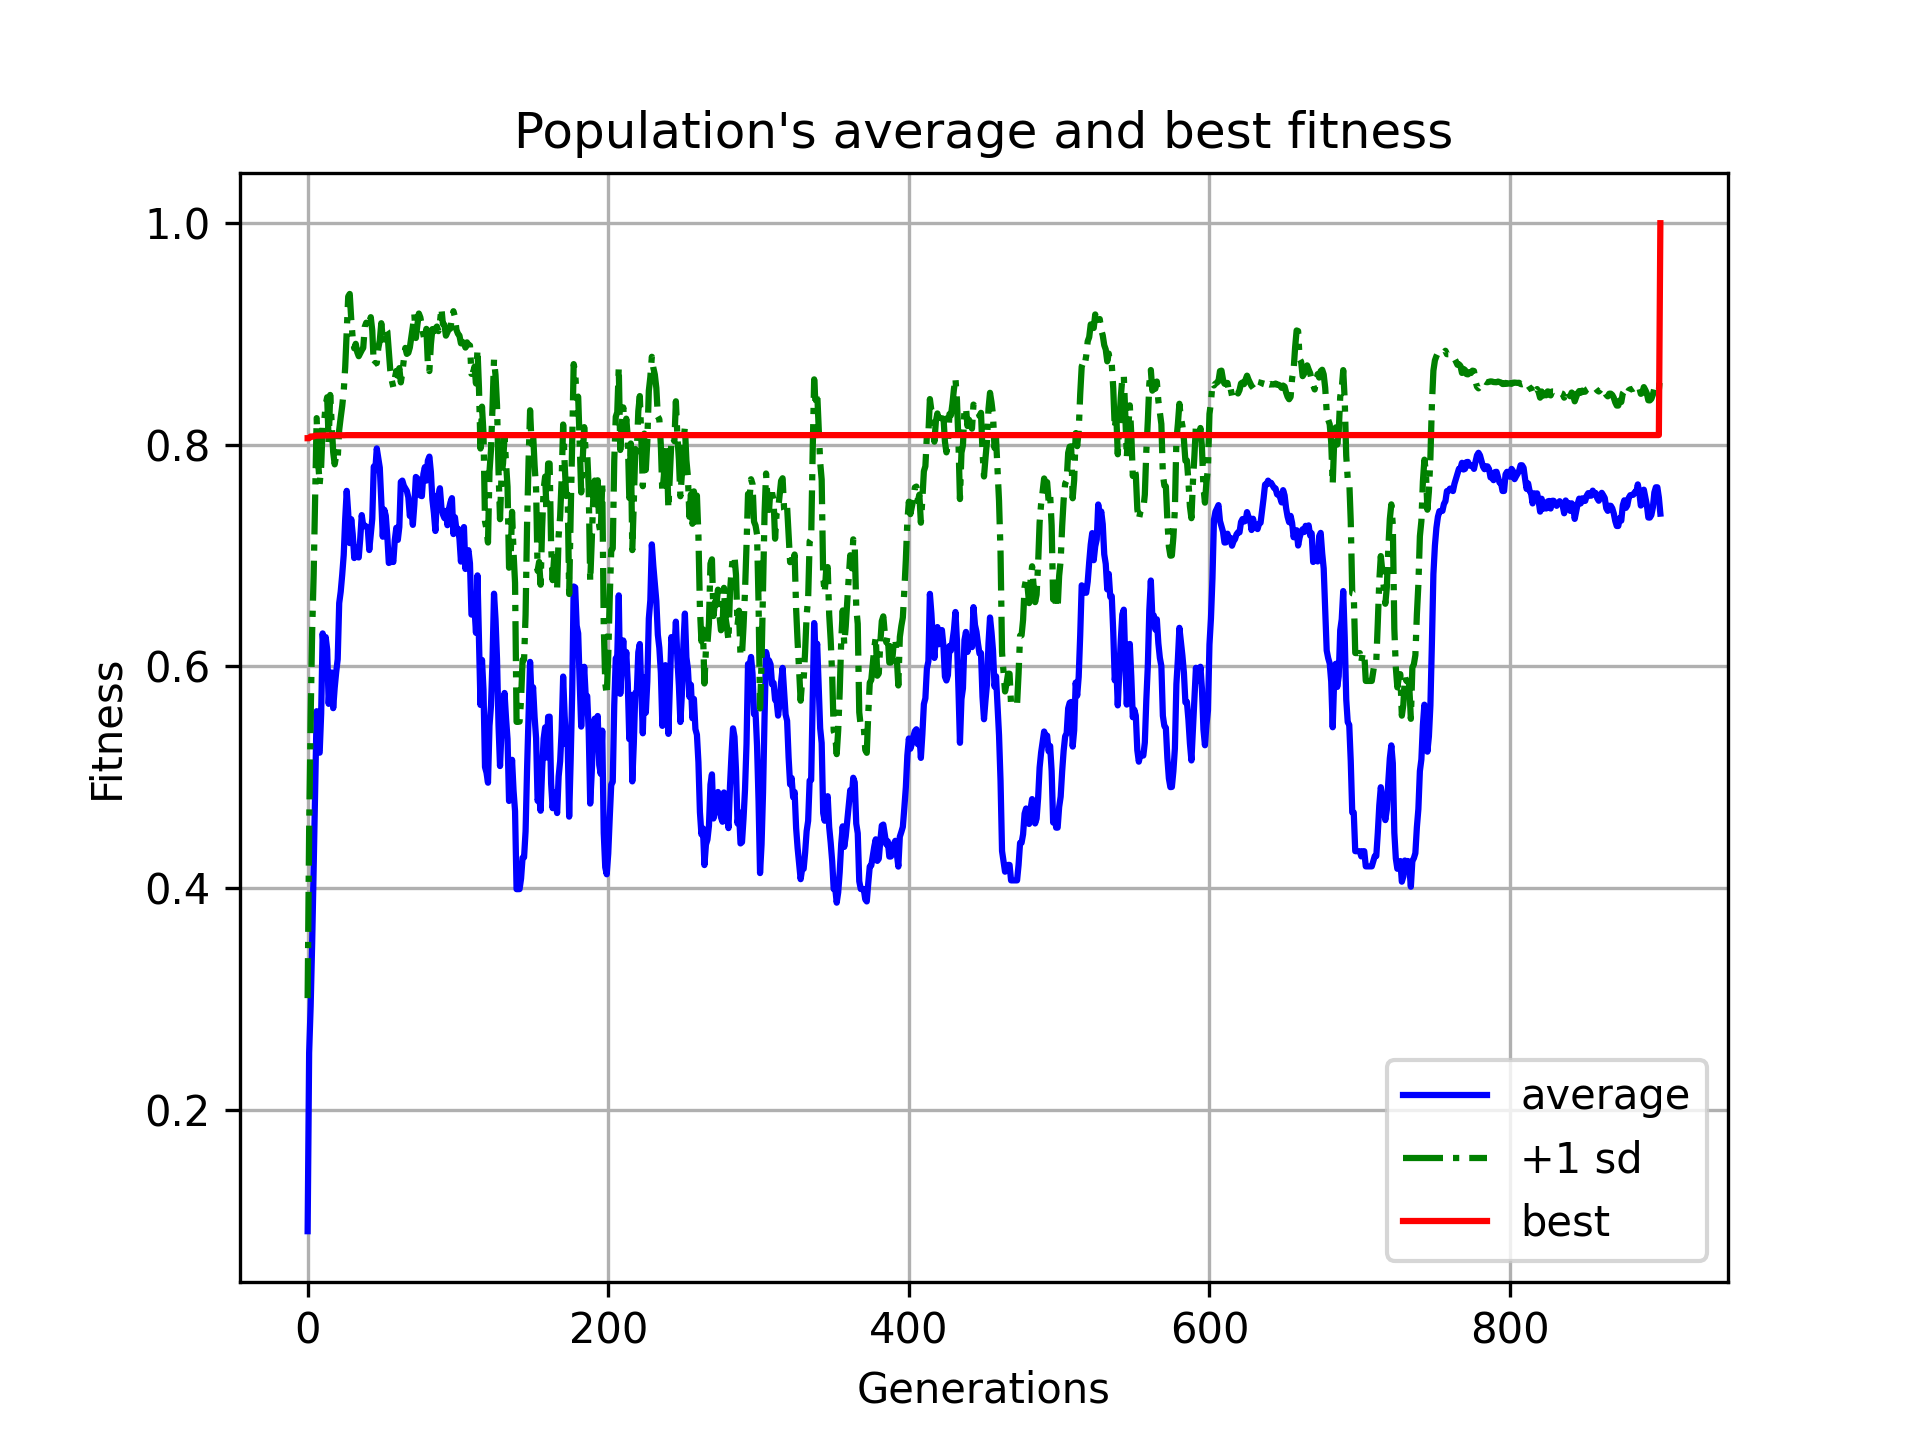 Population's average and best fitness
1.0
0.8
0.6
0.4
0.2
Fitness
average
+1 sd
best
0 200 400 600 800
Generations